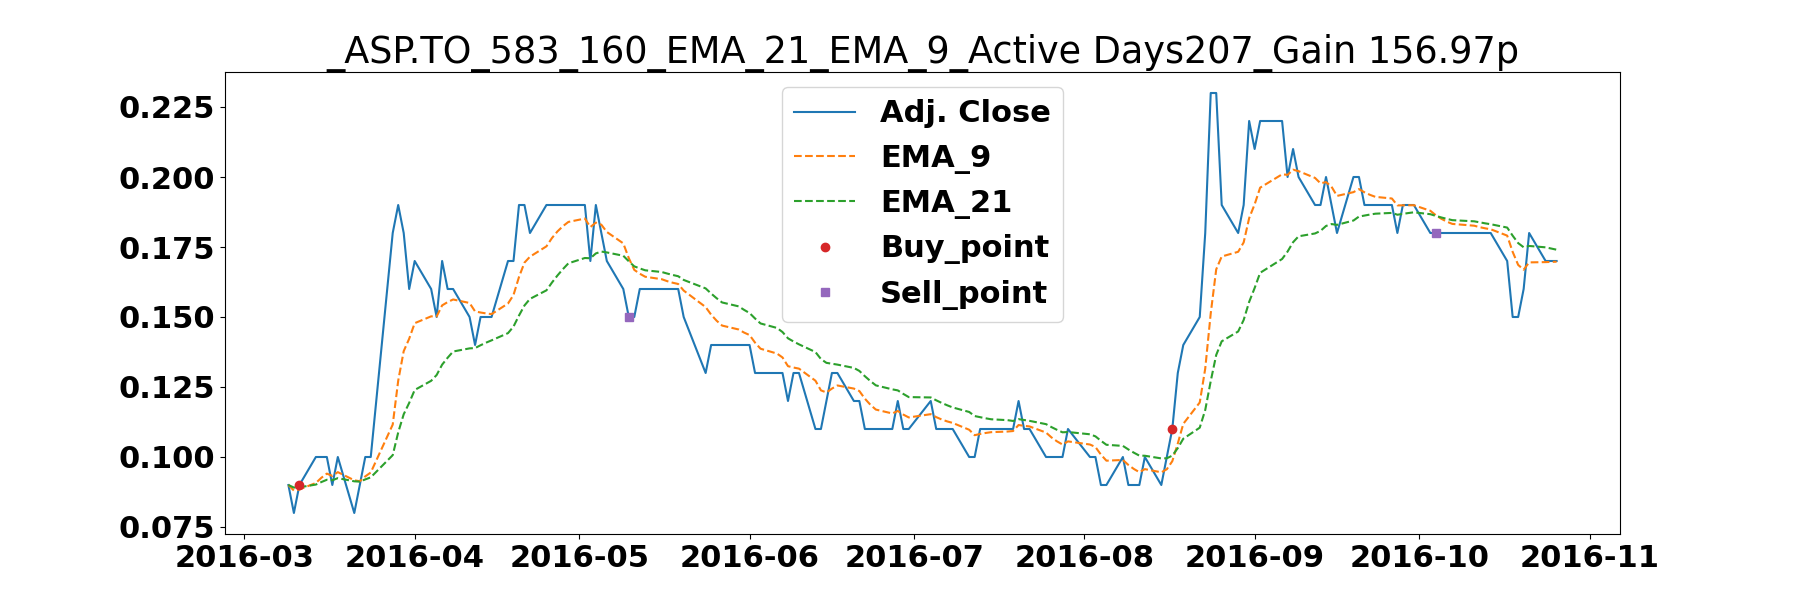 _ASP.TO_583_160_EMA_21_EMA_9_Active Days207_Gain 156.97p
0.225
0.200
0.175
0.150
0.125
0.100
0.075
Adj. Close
EMA_9
EMA_21
Buy_point
Sell_point
2016-03 2016-04 2016-05 2016-06 2016-07 2016-08 2016-09 2016-10 2016-11